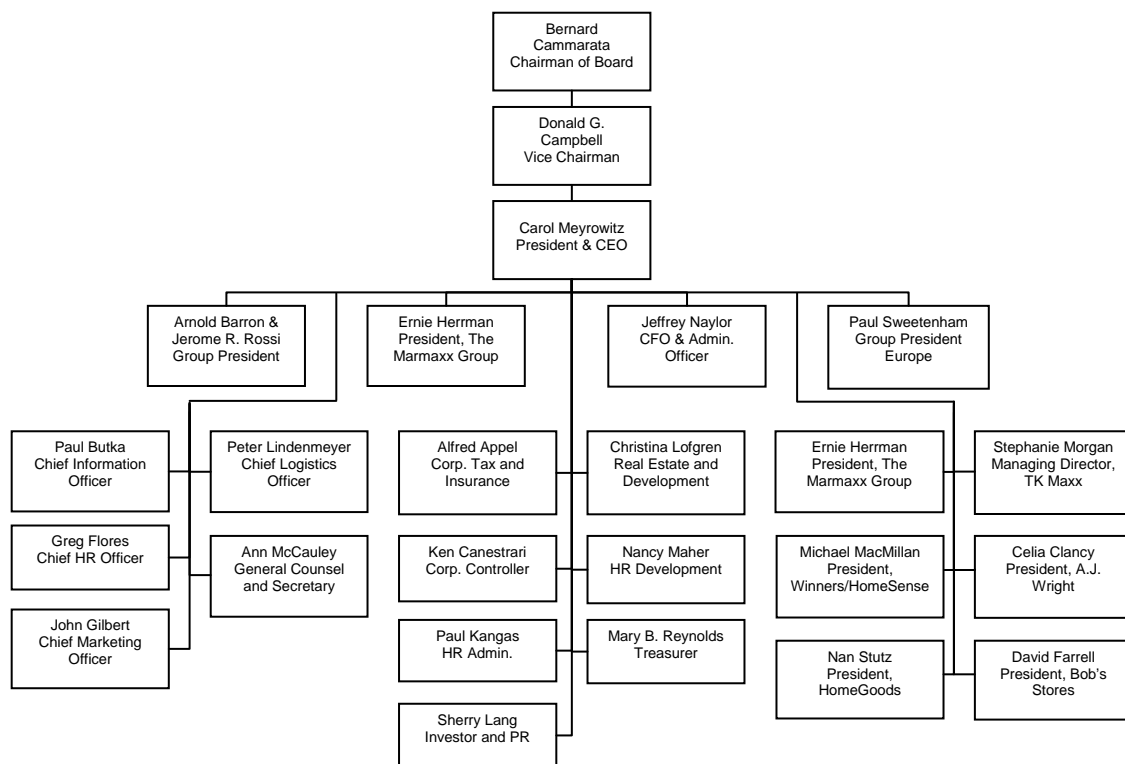 Bernard
Cammarata
Chairman of Board
Donald G.
Campbell
Vice Chairman
Carol Meyrowitz
President & CEO
Arnold Barron &
Jerome R. Rossi
Group President
Ernie Herrman
President, The
Marmaxx Group
Jeffrey Naylor
CFO & Admin.
Officer
Paul Sweetenham
Group President
Europe
Paul Butka
Chief Information
Officer
Peter Lindenmeyer
Chief Logistics
Officer
Alfred Appel
Corp. Tax and
Insurance
Christina Lofgren
Real Estate and
Development
Ernie Herrman
President, The
Marmaxx Group
Stephanie Morgan
Managing Director,
TK Maxx
Greg Flores
Chief HR Officer
Ann McCauley
General Counsel
and Secretary
Ken Canestrari
Corp. Controller
Nancy Maher
HR Development
Michael MacMillan
President,
Winners/HomeSense
Celia Clancy
President, A.J.
Wright
John Gilbert
Chief Marketing
Officer
Paul Kangas
HR Admin.
Mary B. Reynolds
Treasurer
Nan Stutz
President,
HomeGoods
David Farrell
President, Bob's
Stores
Sherry Lang
Investor and PR